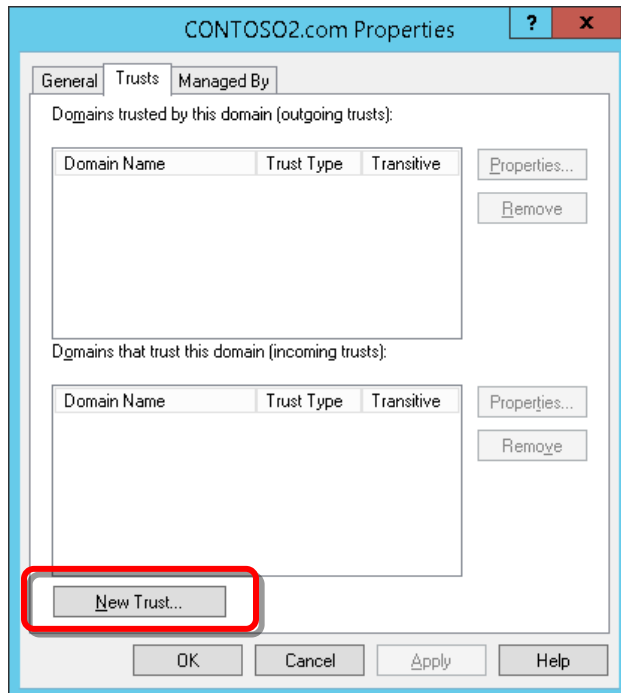 CONTOSO2.com Properties
? x
General Trusts Managed By
Domains trusted by this domain (outgoing trusts):
Domain Name Trust Type Transitive
Properties...
Remove
Domains that trust this domain (incoming trusts):
Domain Name Trust Type Transitive
Properties...
Remove
New Trust...
OK Cancel Apply Help